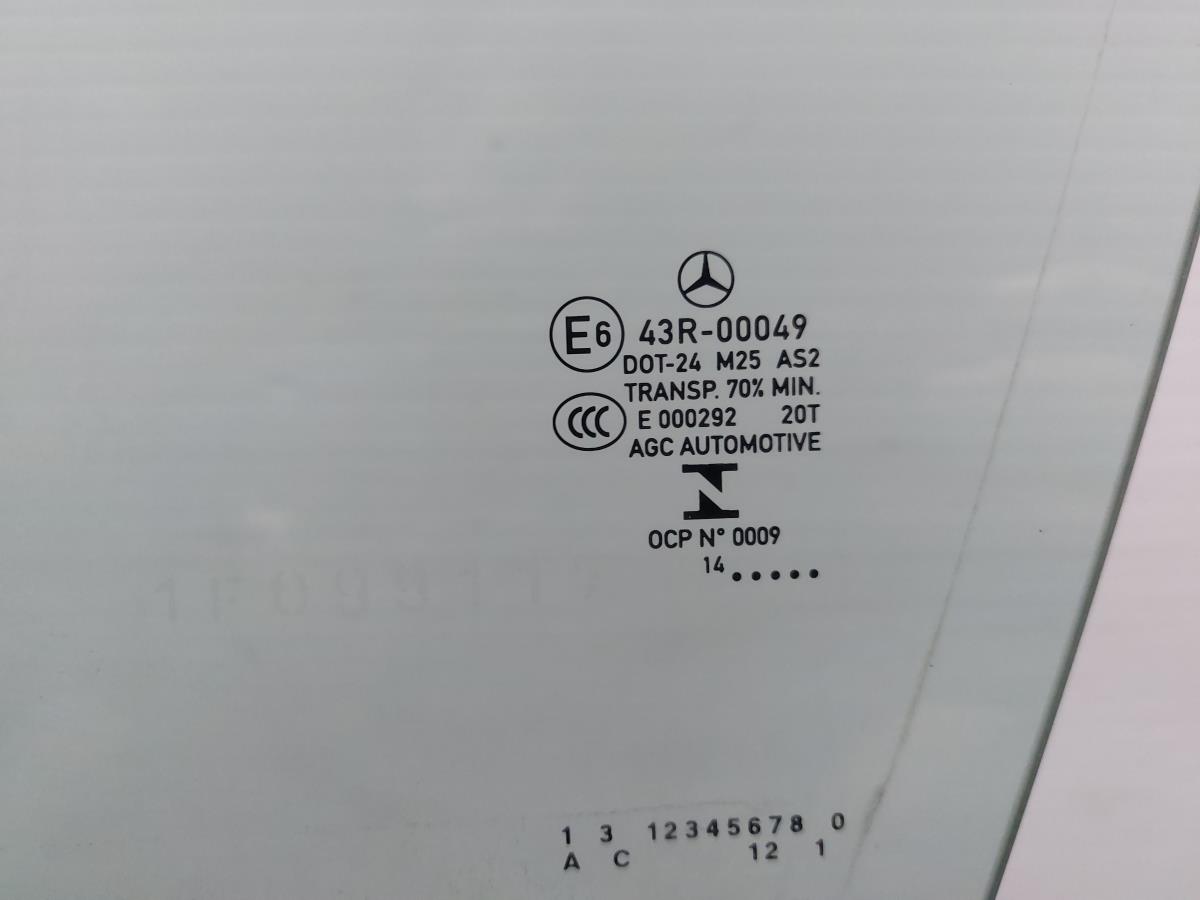 E6 43R-00049
DOT-24 M25 AS2
TRANSP. 70% MIN.
CCC E 000292 20T
AGC AUTOMOTIVE
OCP N° 0009
14.....
1 3 12345678 0
A C 12 1